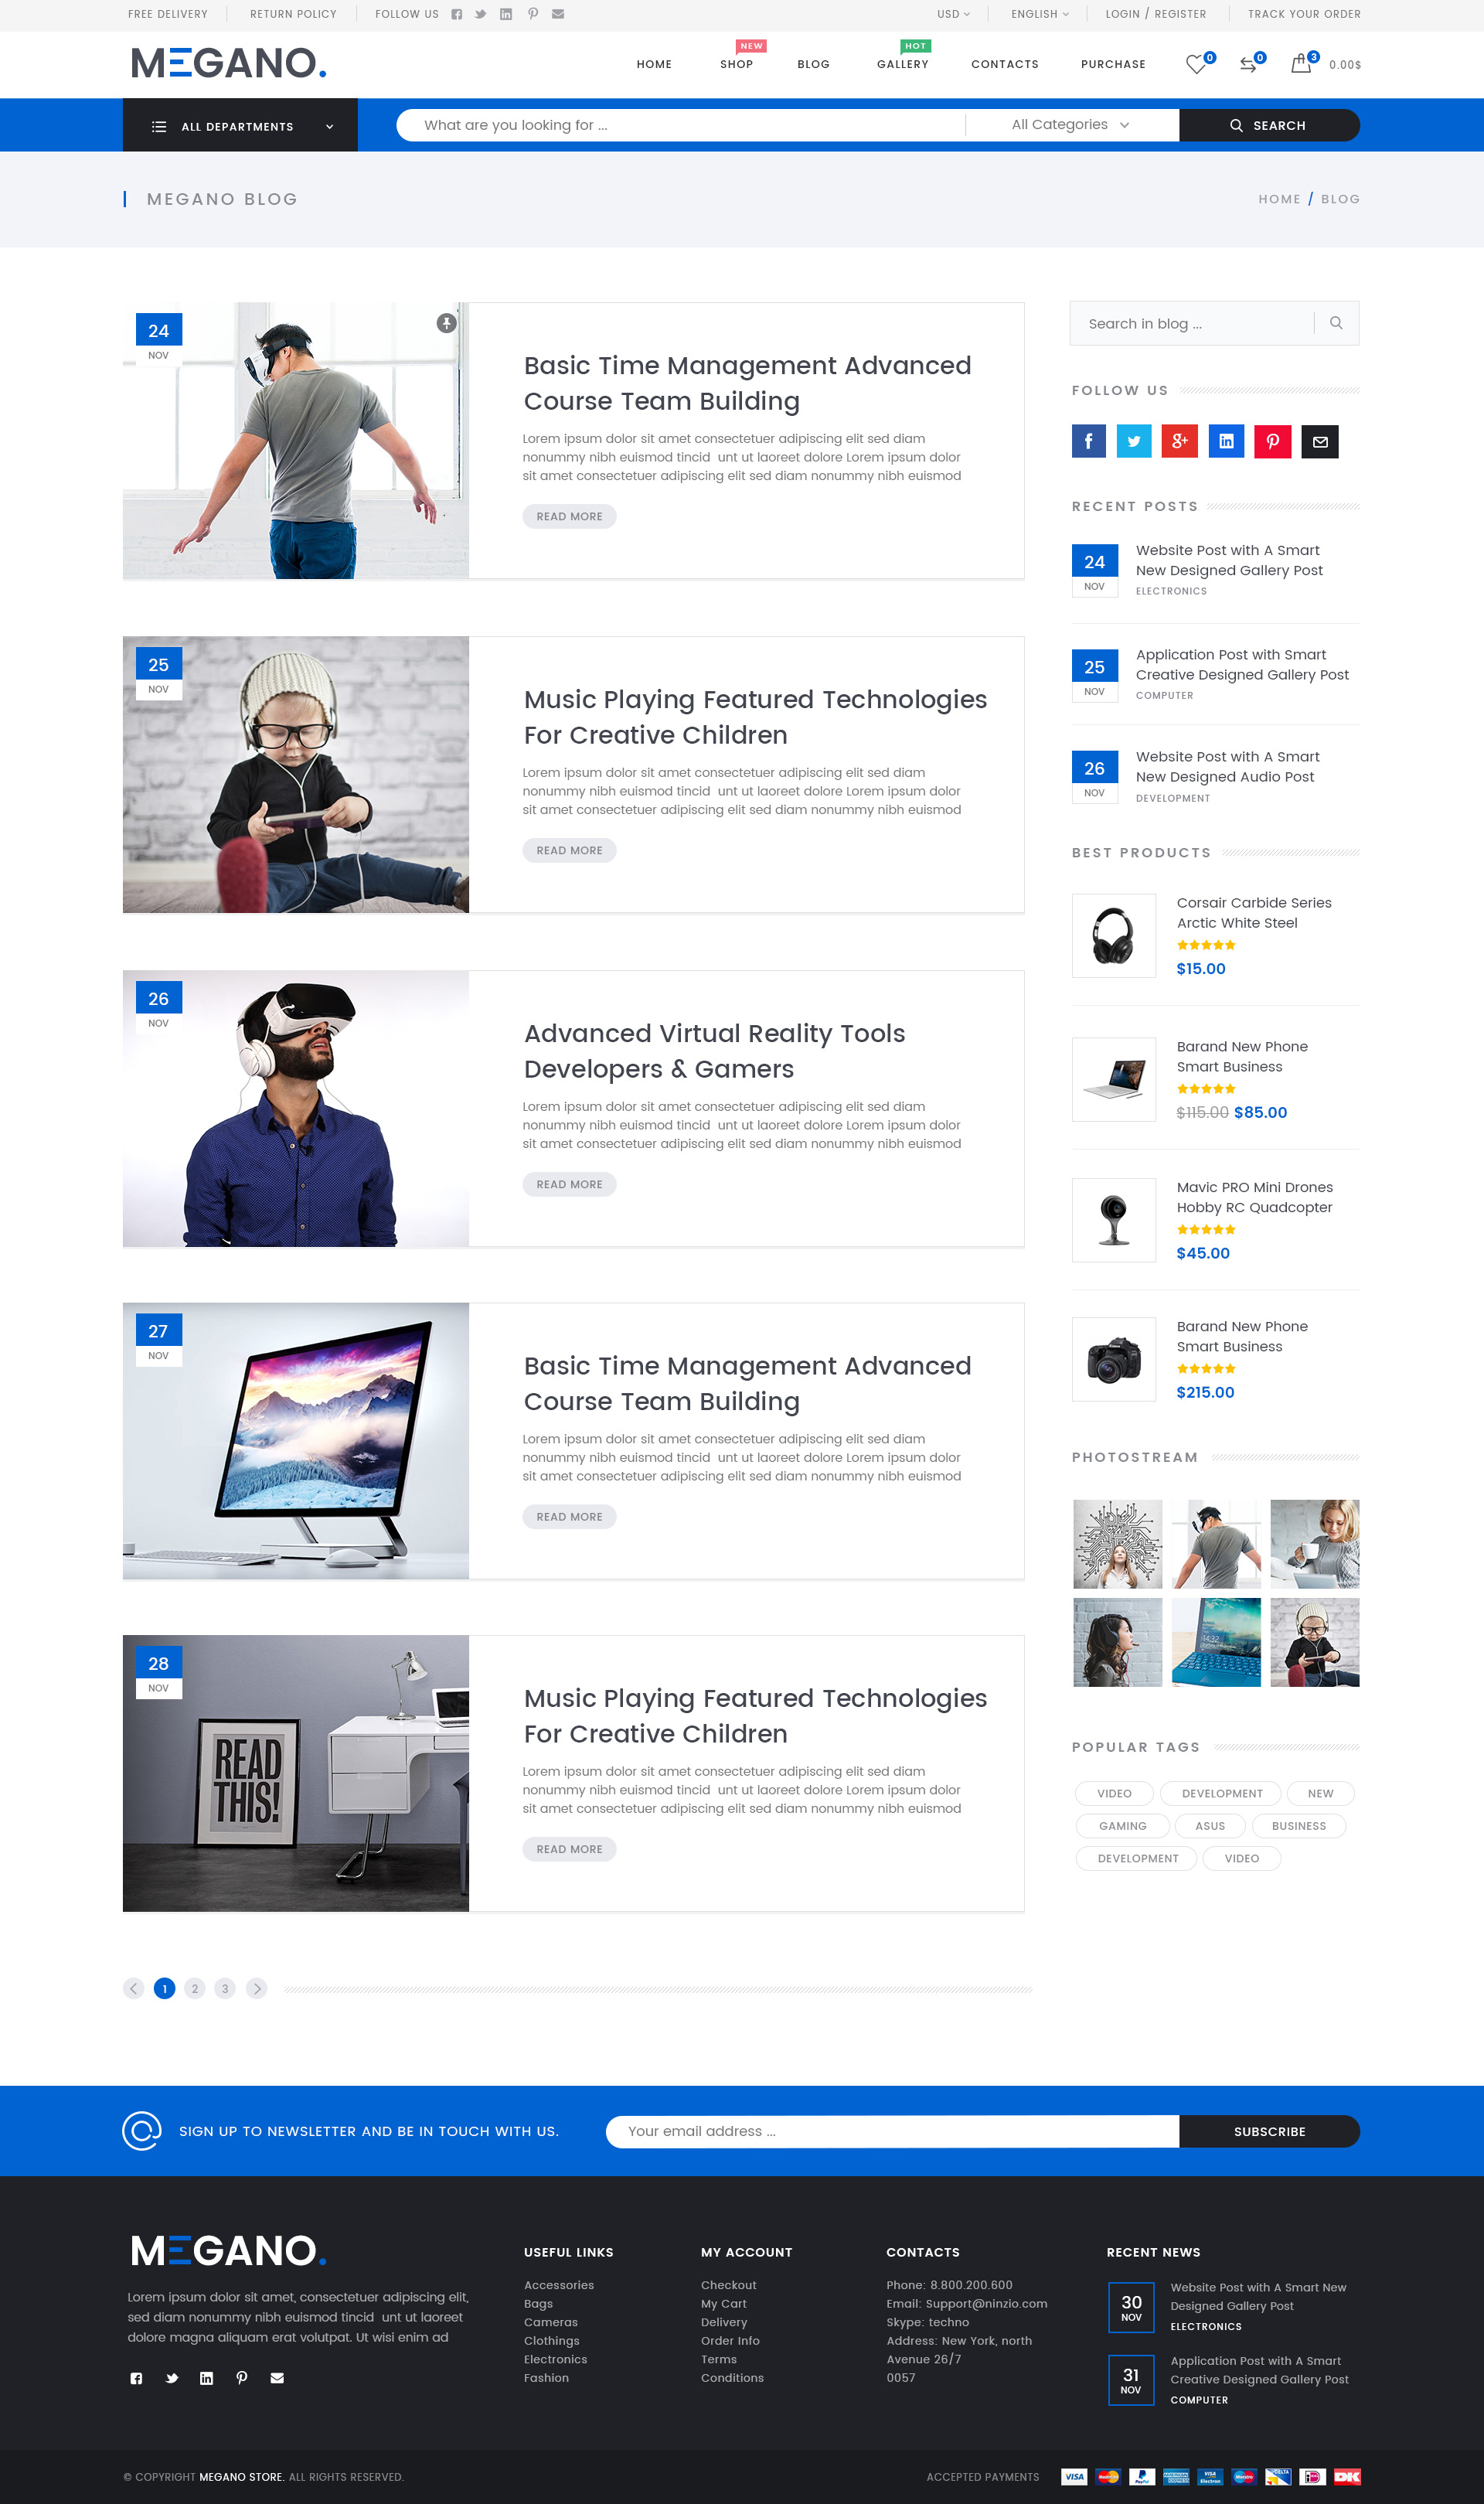 FREE DELIVERY RETURN POLICY FOLLOW US USD ENGLISH LOGIN / REGISTER TRACK YOUR ORDER
MEGANO.
HOME SHOP NEW BLOG GALLERY HOT CONTACTS PURCHASE 0 0 3 0.00$
ALL DEPARTMENTS What are you looking for ... All Categories SEARCH
MEGANO BLOG HOME / BLOG
24
NOV
Basic Time Management Advanced
Course Team Building
Lorem ipsum dolor sit amet consectetuer adipiscing elit sed diam
nonummy nibh euismod tincid unt ut laoreet dolore Lorem ipsum dolor
sit amet consectetuer adipiscing elit sed diam nonummy nibh euismod
READ MORE
25
NOV
Music Playing Featured Technologies
For Creative Children
Lorem ipsum dolor sit amet consectetuer adipiscing elit sed diam
nonummy nibh euismod tincid unt ut laoreet dolore Lorem ipsum dolor
sit amet consectetuer adipiscing elit sed diam nonummy nibh euismod
READ MORE
26
NOV
Advanced Virtual Reality Tools
Developers & Gamers
Lorem ipsum dolor sit amet consectetuer adipiscing elit sed diam
nonummy nibh euismod tincid unt ut laoreet dolore Lorem ipsum dolor
sit amet consectetuer adipiscing elit sed diam nonummy nibh euismod
READ MORE
27
NOV
Basic Time Management Advanced
Course Team Building
Lorem ipsum dolor sit amet consectetuer adipiscing elit sed diam
nonummy nibh euismod tincid unt ut laoreet dolore Lorem ipsum dolor
sit amet consectetuer adipiscing elit sed diam nonummy nibh euismod
READ MORE
28
NOV
READ
THIS!
Music Playing Featured Technologies
For Creative Children
Lorem ipsum dolor sit amet consectetuer adipiscing elit sed diam
nonummy nibh euismod tincid unt ut laoreet dolore Lorem ipsum dolor
sit amet consectetuer adipiscing elit sed diam nonummy nibh euismod
READ MORE
1 2 3
Search in blog ...
FOLLOW US
RECENT POSTS
24
NOV
Website Post with A Smart
New Designed Gallery Post
ELECTRONICS
25
NOV
Application Post with Smart
Creative Designed Gallery Post
COMPUTER
26
NOV
Website Post with A Smart
New Designed Audio Post
DEVELOPMENT
BEST PRODUCTS
Corsair Carbide Series
Arctic White Steel
$15.00
Barand New Phone
Smart Business
$115.00 $85.00
Mavic PRO Mini Drones
Hobby RC Quadcopter
$45.00
Barand New Phone
Smart Business
$215.00
PHOTOSTREAM
POPULAR TAGS
VIDEO DEVELOPMENT NEW
GAMING ASUS BUSINESS
DEVELOPMENT VIDEO
SIGN UP TO NEWSLETTER AND BE IN TOUCH WITH US. Your email address ... SUBSCRIBE
MEGANO.
Lorem ipsum dolor sit amet, consectetuer adipiscing elit,
sed diam nonummy nibh euismod tincid unt ut laoreet
dolore magna aliquam erat volutpat. Ut wisi enim ad
USEFUL LINKS
Accessories
Bags
Cameras
Clothings
Electronics
Fashion
MY ACCOUNT
Checkout
My Cart
Delivery
Order Info
Terms
Conditions
CONTACTS
Phone: 8.800.200.600
Email: Support@ninzio.com
Skype: techno
Address: New York, north
Avenue 26/7
0057
RECENT NEWS
30
NOV
Website Post with A Smart New
Designed Gallery Post
ELECTRONICS
31
NOV
Application Post with A Smart
Creative Designed Gallery Post
COMPUTER
© COPYRIGHT MEGANO STORE. ALL RIGHTS RESERVED. ACCEPTED PAYMENTS VISA